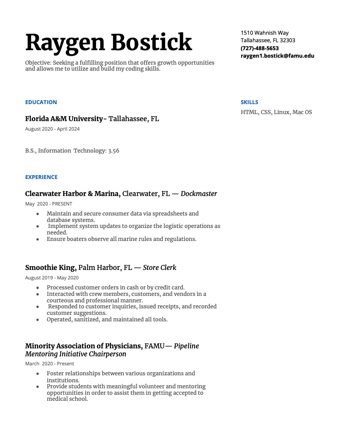 Raygen Bostick
Objective: Seeking a fulfilling position that offers growth opportunities
and allows me to utilize and build my coding skills.
1510 Wahnish Way
Tallahassee, FL 32303
(727)-488-5653
raygen1.bostick@famu.edu
EDUCATION
Florida A&M University- Tallahassee, FL
August 2020 - April 2024
B.S., Information Technology: 3.56
SKILLS
HTML, CSS, Linux, Mac OS
EXPERIENCE
Clearwater Harbor & Marina, Clearwater, FL — Dockmaster
May 2020 - PRESENT
● Maintain and secure consumer data via spreadsheets and
database systems.
● Implement system updates to organize the logistic operations as
needed.
● Ensure boaters observe all marine rules and regulations.
Smoothie King, Palm Harbor, FL — Store Clerk
August 2019 - May 2020
● Processed customer orders in cash or by credit card.
● Interacted with crew members, customers, and vendors in a
courteous and professional manner.
● Responded to customer inquiries, issued receipts, and recorded
customer suggestions.
● Operated, sanitized, and maintained all tools.
Minority Association of Physicians, FAMU— Pipeline
Mentoring Initiative Chairperson
March 2020 - Present
● Foster relationships between various organizations and
institutions.
● Provide students with meaningful volunteer and mentoring
opportunities in order to assist them in getting accepted to
medical school.